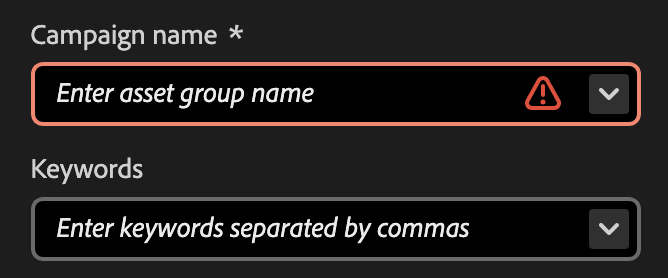 Campaign name *
Enter asset group name
Keywords
Enter keywords separated by commas